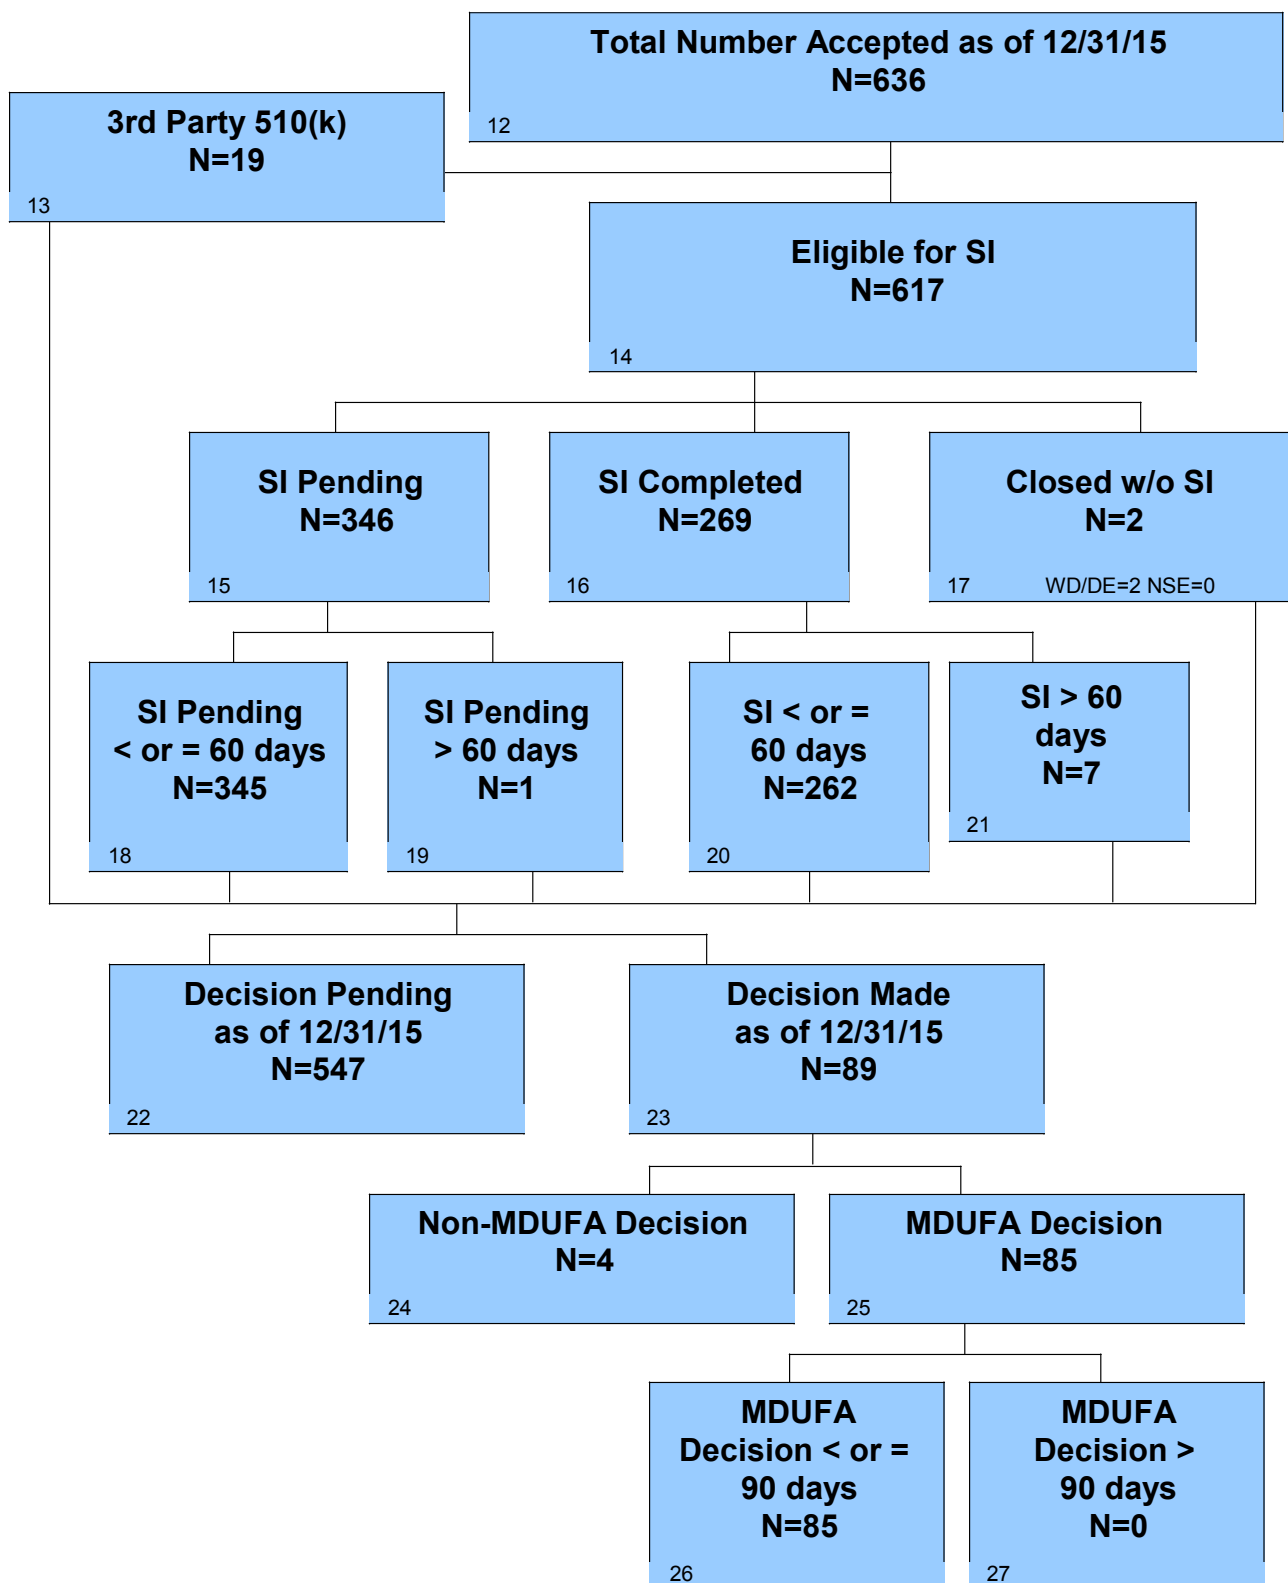 Total Number Accepted as of 12/31/15
N=636
12
3rd Party 510(k)
N=19
13
Eligible for SI
N=617
14
SI Pending
N=346
15
SI Completed
N=269
16
Closed w/o SI
N=2
17 WD/DE=2 NSE=0
SI Pending
< or = 60 days
N=345
18
SI Pending
> 60 days
N=1
19
SI < or =
60 days
N=262
20
SI > 60
days
N=7
21
Decision Pending
as of 12/31/15
N=547
22
Decision Made
as of 12/31/15
N=89
23
Non-MDUFA Decision
N=4
24
MDUFA Decision
N=85
25
MDUFA
Decision < or =
90 days
N=85
26
MDUFA
Decision >
90 days
N=0
27